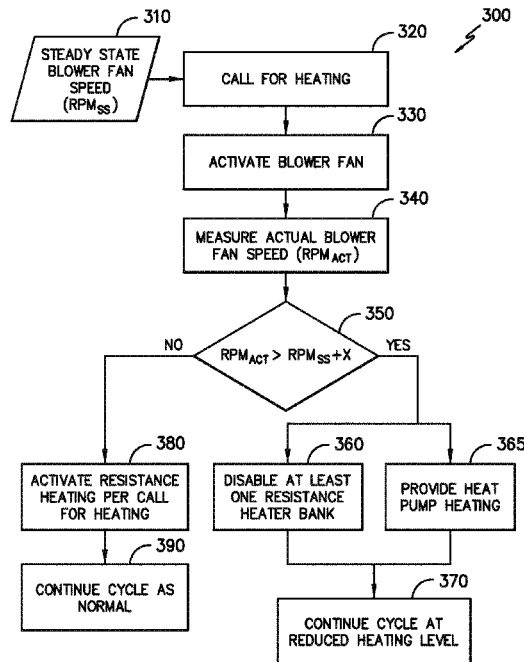 310
STEADY STATE
BLOWER FAN
SPEED
(RPMSS)
320
300
CALL FOR HEATING
330
ACTIVATE BLOWER FAN
340
MEASURE ACTUAL BLOWER
FAN SPEED (RPMACT)
350
NO
RPMACT > RPMSS+X
YES
380
ACTIVATE RESISTANCE
HEATING PER CALL
FOR HEATING
360
DISABLE AT LEAST
ONE RESISTANCE
HEATER BANK
365
PROVIDE HEAT
PUMP HEATING
390
CONTINUE CYCLE AS
NORMAL
370
CONTINUE CYCLE AT
REDUCED HEATING LEVEL